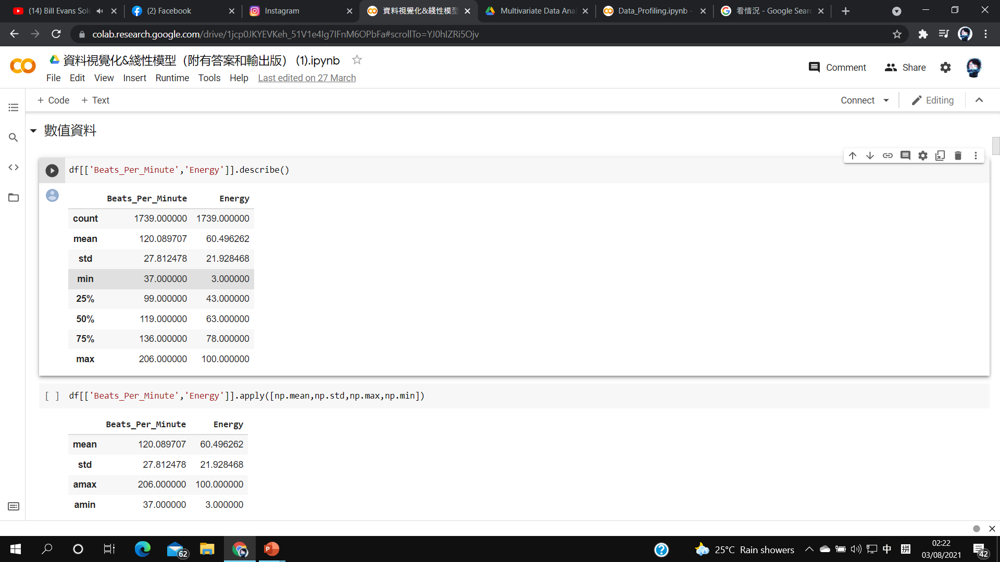 (14) Bill Evans Solo
(2) Facebook
Instagram
資料視覺化&綫性模型
Multivariate Data Anal
Data_Profiling.ipynb -
看情況 - Google Searc
colab.research.google.com/drive/1jcp0JKYEVKeh_51V1e4Ig7lFnM6OPbFa#scrollTo=YJ0hIZRi5Ojv
資料視覺化&綫性模型（附有答案和輸出版） (1).ipynb
Comment
Share
File Edit View Insert Runtime Tools Help Last edited on 27 March
+ Code + Text
Connect
Editing
數值資料
df[['Beats_Per_Minute','Energy']].describe()
Beats_Per_Minute Energy
count 1739.000000 1739.000000
mean 120.089707 60.496262
std 27.812478 21.928468
min 37.000000 3.000000
25% 99.000000 43.000000
50% 119.000000 63.000000
75% 136.000000 78.000000
max 206.000000 100.000000
[ ] df[['Beats_Per_Minute','Energy']].apply([np.mean,np.std,np.max,np.min])
Beats_Per_Minute Energy
mean 120.089707 60.496262
std 27.812478 21.928468
amax 206.000000 100.000000
amin 37.000000 3.000000
62
P
25°C Rain showers
中
拼
02:22
03/08/2021
42